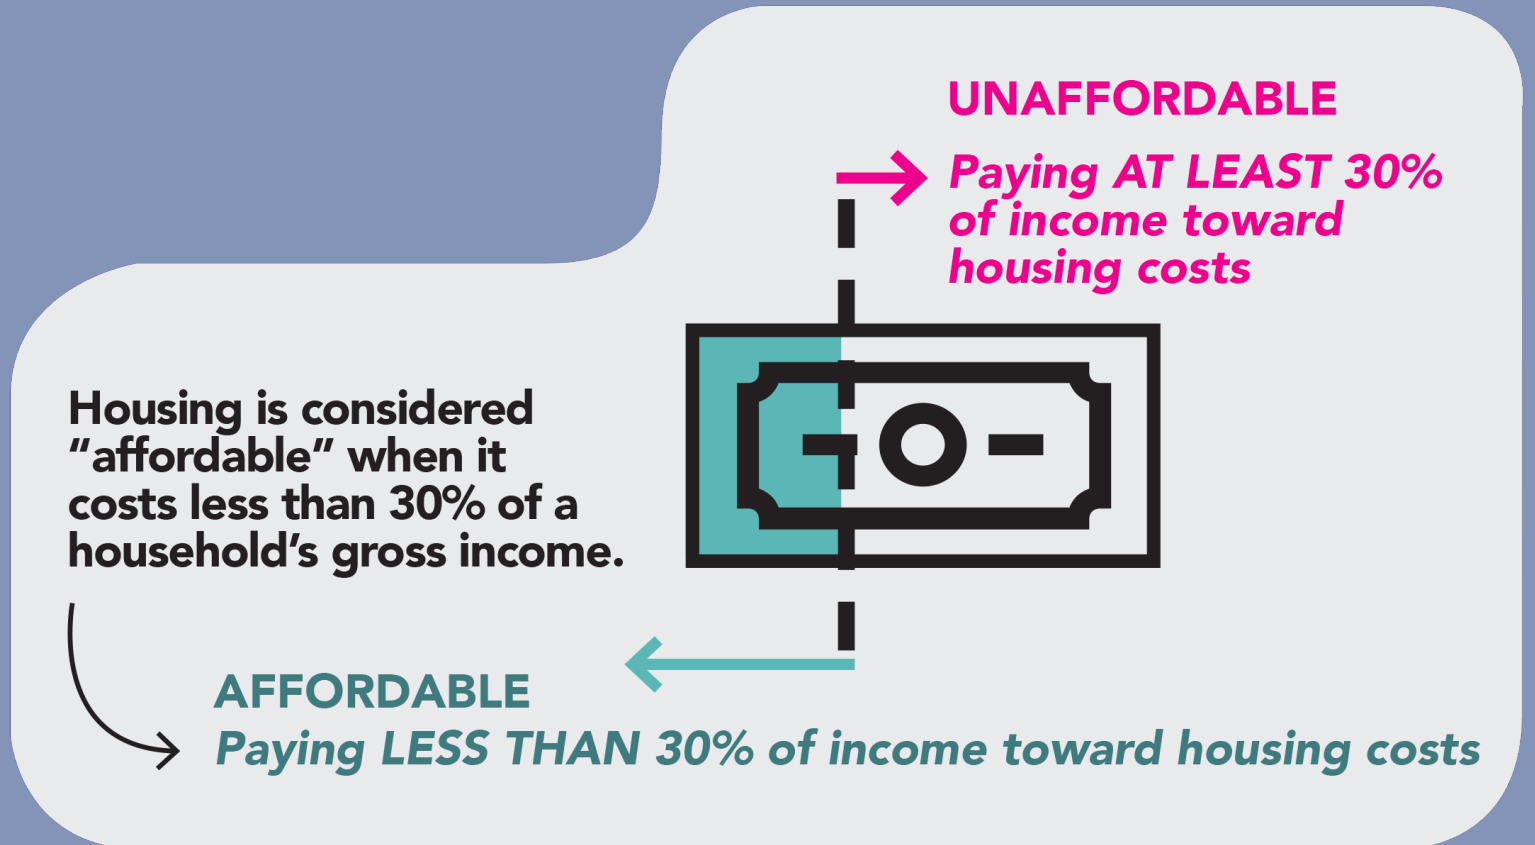 UNAFFORDABLE
Paying AT LEAST 30%
of income toward
housing costs
Housing is considered
“affordable” when it
costs less than 30% of a
household’s gross income.
AFFORDABLE
Paying LESS THAN 30% of income toward housing costs